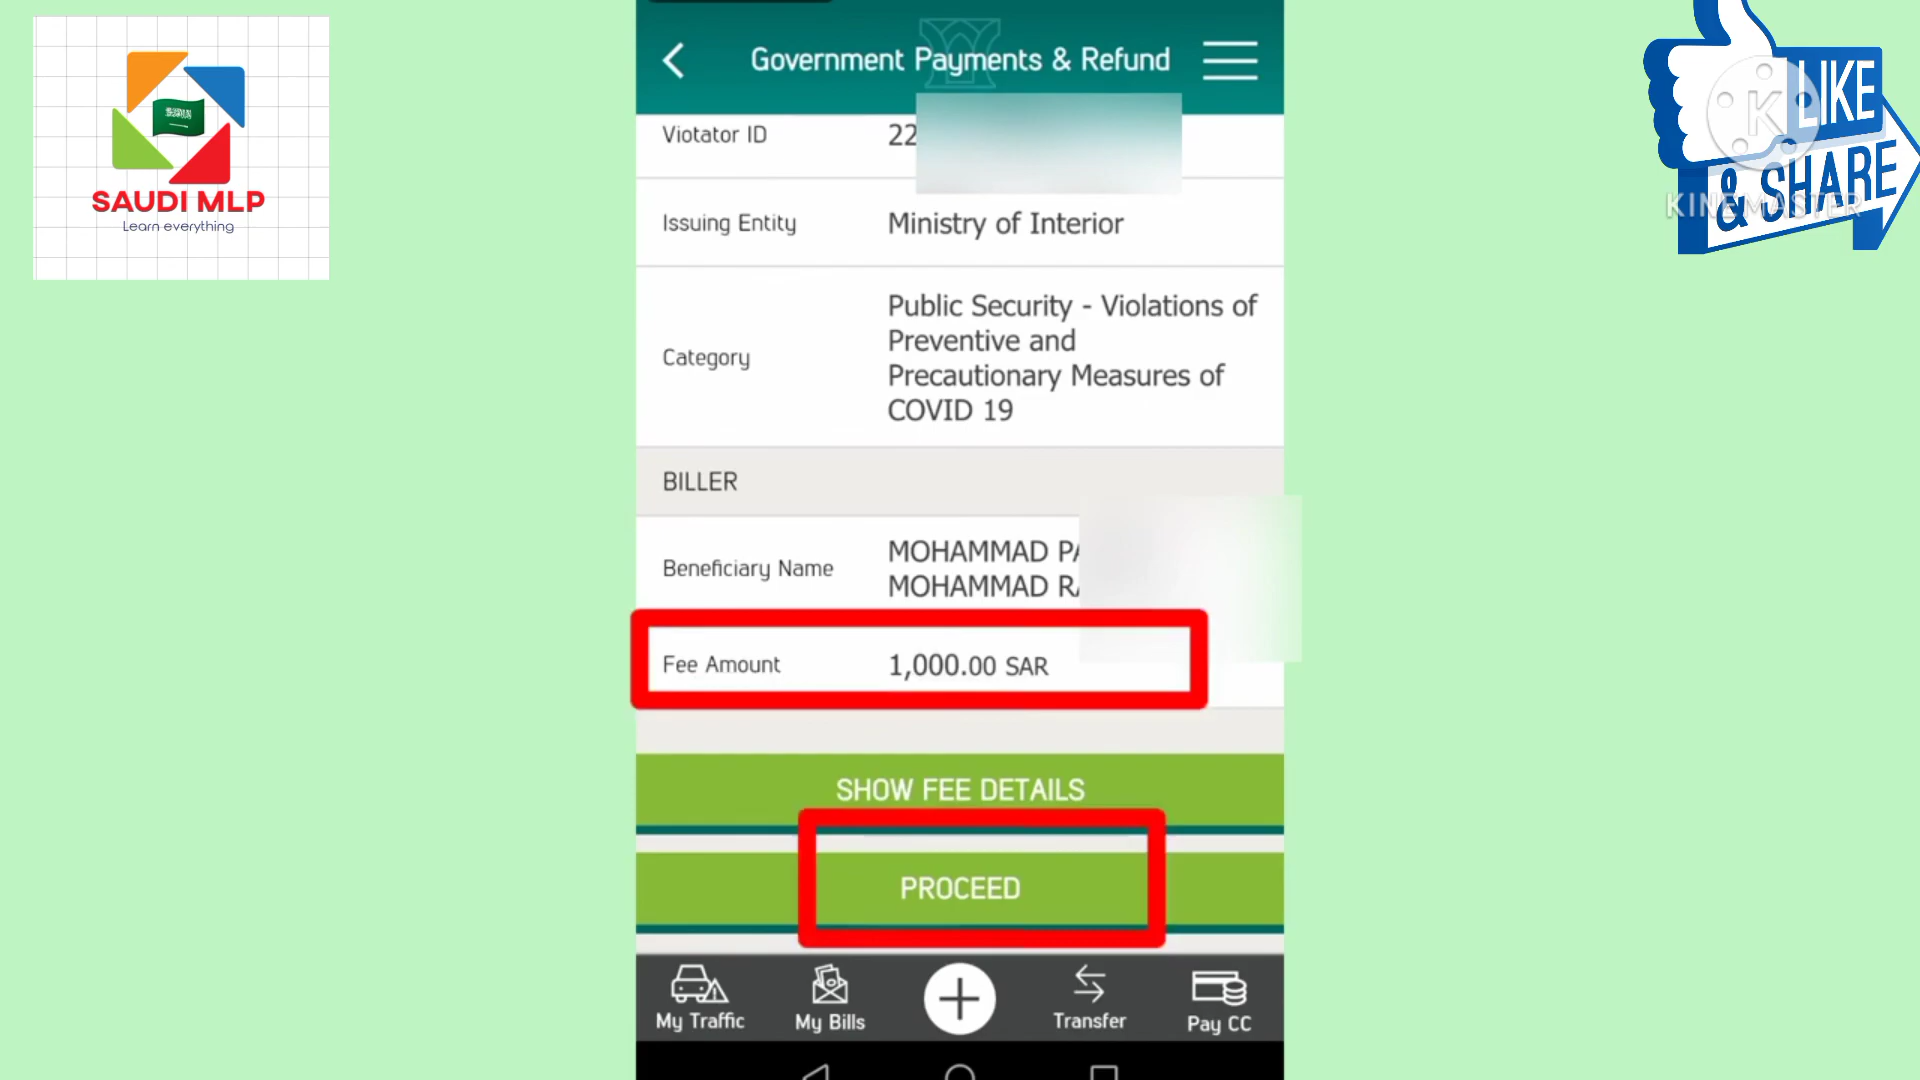 SAUDI MLP
Learn everything
Government Payments & Refund
LIKE
& SHARE
K
KINEMASTER
Viotator ID 22
Issuing Entity Ministry of Interior
Category Public Security - Violations of
Preventive and
Precautionary Measures of
COVID 19
BILLER
Beneficiary Name MOHAMMAD PA
MOHAMMAD RA
Fee Amount 1,000.00 SAR
SHOW FEE DETAILS
PROCEED
My Traffic My Bills Transfer Pay CC